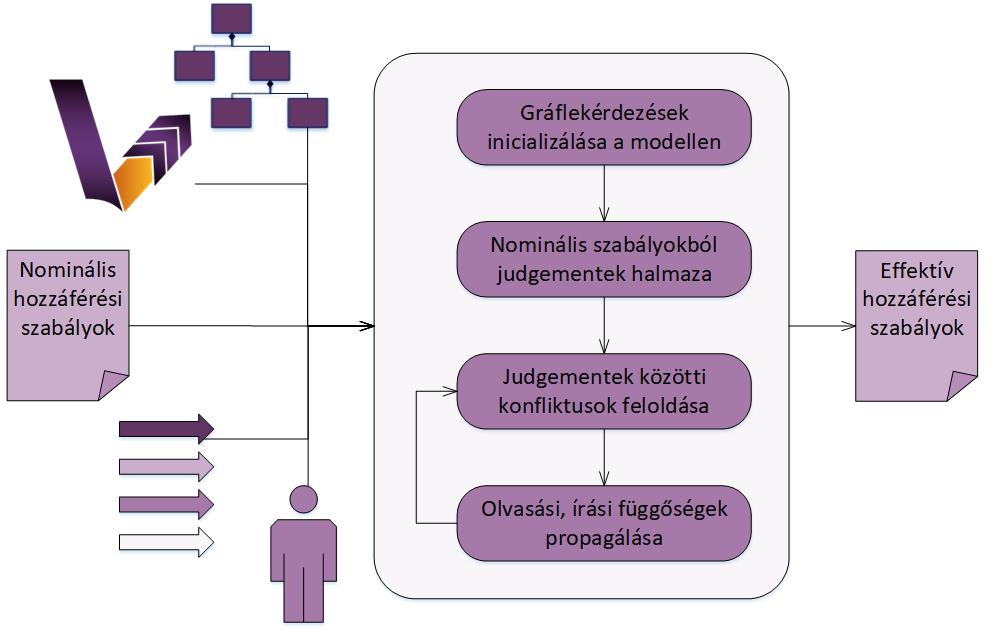 Gráflekérdezések
inicializálása a modellen
Nominális szabályokból
judgementek halmaza
Nominális
hozzáférési
szabályok
Effektív
hozzáférési
szabályok
Judgementek közötti
konfliktusok feloldása
Olvasási, írási függőségek
propagálása